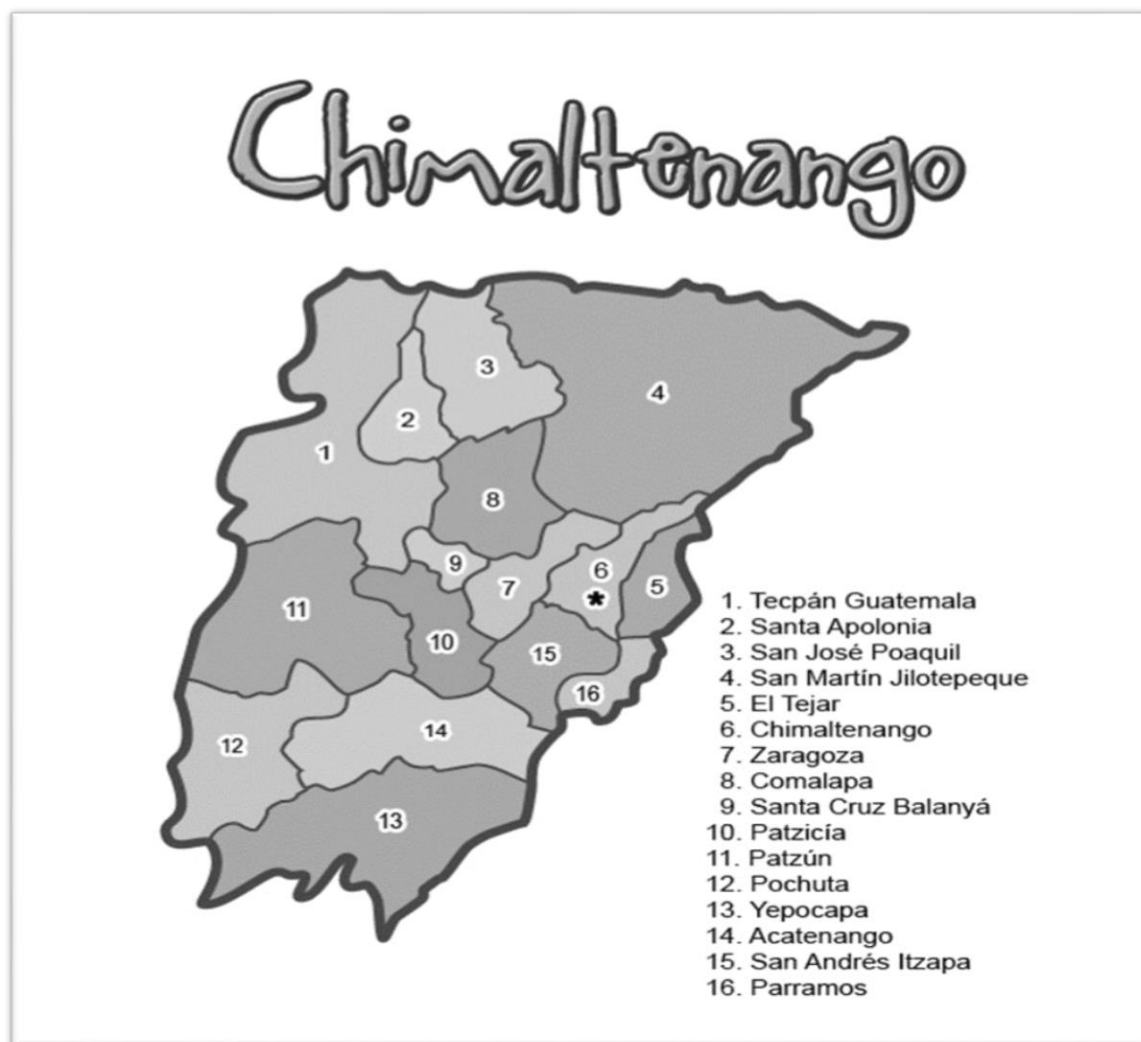 Chimaltenango
3
4
2
1
8
9
6
7
*
5
11
10
15
16
14
12
13
1. Tecpán Guatemala
2. Santa Apolonia
3. San José Poaquil
4. San Martín Jilotepeque
5. El Tejar
6. Chimaltenango
7. Zaragoza
8. Comalapa
9. Santa Cruz Balanyá
10. Patzicía
11. Patzún
12. Pochuta
13. Yepocapa
14. Acatenango
15. San Andrés Itzapa
16. Parramos